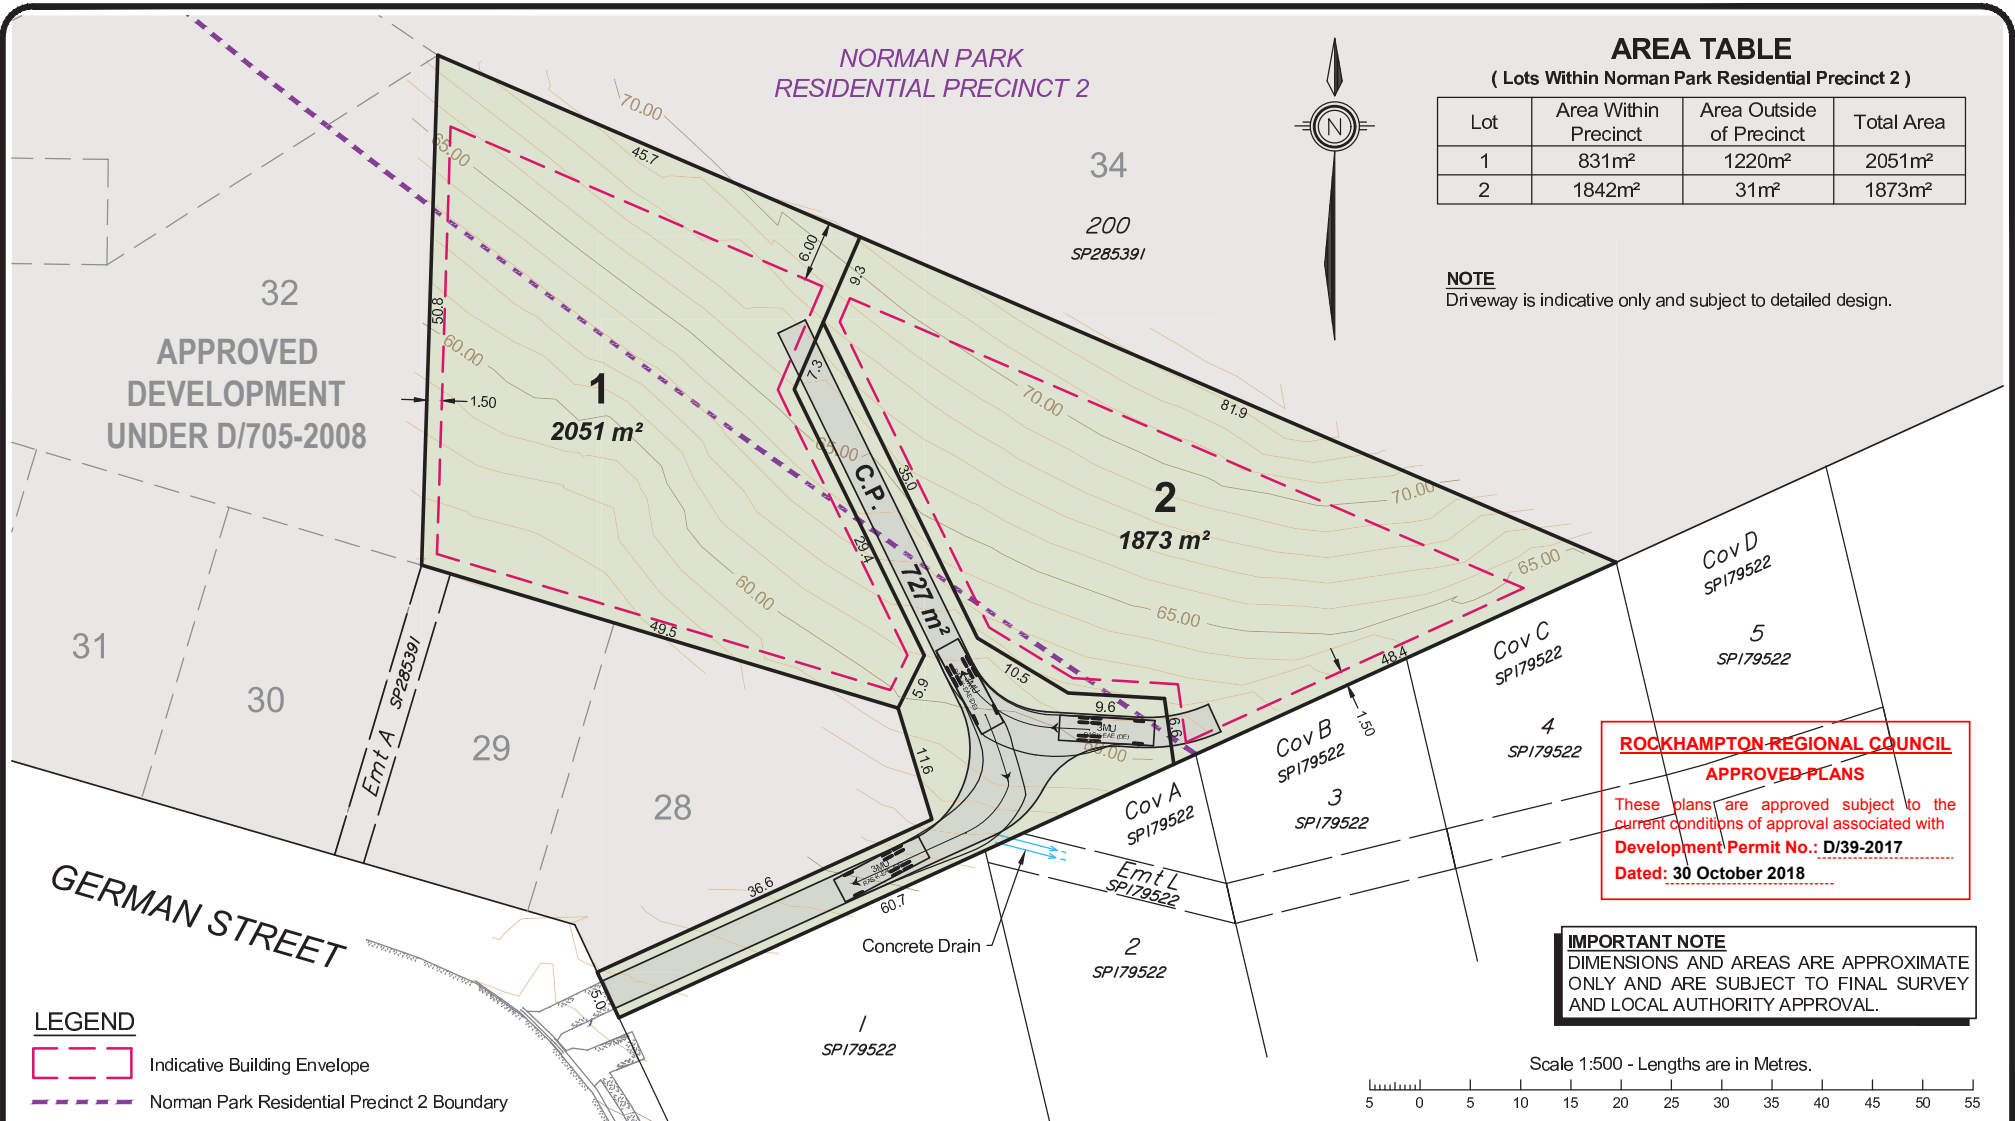 NORMAN PARK
RESIDENTIAL PRECINCT 2
AREA TABLE
( Lots Within Norman Park Residential Precinct 2 )
Lot
Area Within
Precinct
Area Outside
of Precinct
Total Area
1
831m²
1220m²
2051m²
2
1842m²
31m²
1873m²
NOTE
Driveway is indicative only and subject to detailed design.
N
34
200
SP285391
70.00
65.00
45.7
6.00
9.3
32
APPROVED
DEVELOPMENT
UNDER D/705-2008
50.8
60.00
1.50
1
2051 m²
7.3
65.00
C.P.
727 m²
35.0
29.4
70.00
81.9
70.00
2
1873 m²
65.00
65.00
60.00
49.5
5.9
10.5
9.6
6.6
48.4
1.50
11.6
3MU
3MU
60.00
3MU
36.6
60.7
5.0
31
30
29
28
Emt A SP285391
Cov A
SP179522
Cov B
SP179522
Cov C
SP179522
Cov D
SP179522
5
SP179522
4
SP179522
3
SP179522
Emt L
SP179522
2
SP179522
1
SP179522
Concrete Drain
GERMAN STREET
ROCKHAMPTON REGIONAL COUNCIL
APPROVED PLANS
These plans are approved subject to the
current conditions of approval associated with
Development Permit No.: D/39-2017
Dated: 30 October 2018
IMPORTANT NOTE
DIMENSIONS AND AREAS ARE APPROXIMATE
ONLY AND ARE SUBJECT TO FINAL SURVEY
AND LOCAL AUTHORITY APPROVAL.
LEGEND
Indicative Building Envelope
Norman Park Residential Precinct 2 Boundary
Scale 1:500 - Lengths are in Metres.
5 0 5 10 15 20 25 30 35 40 45 50 55